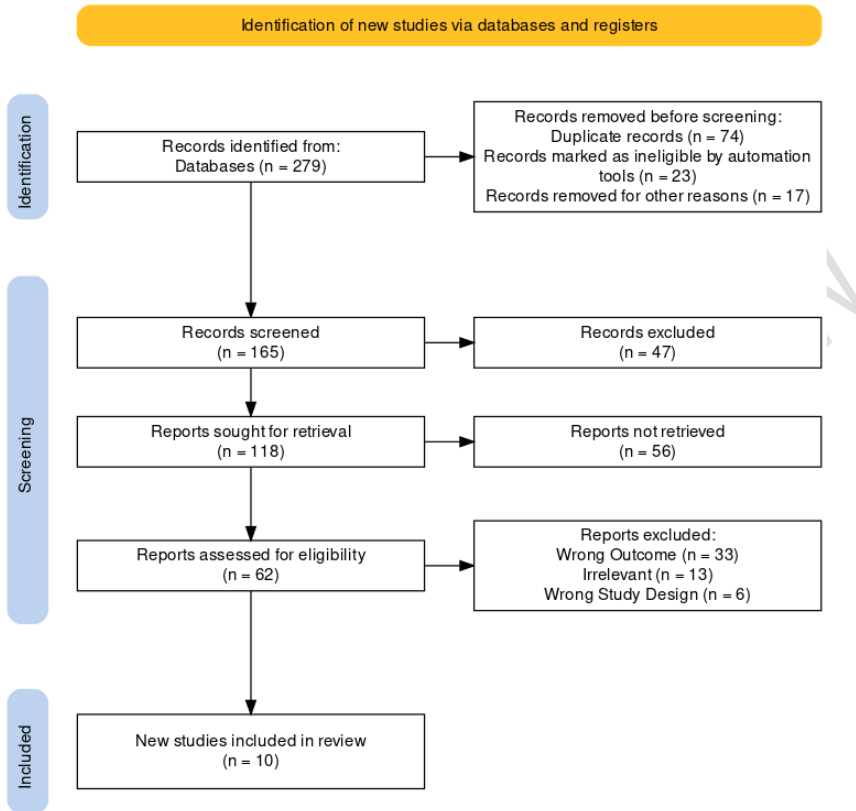 Identification of new studies via databases and registers
Identification
Records identified from:
Databases (n = 279)
Records removed before screening:
Duplicate records (n = 74)
Records marked as ineligible by automation
tools (n = 23)
Records removed for other reasons (n = 17)
Screening
Records screened
(n = 165)
Records excluded
(n = 47)
Reports sought for retrieval
(n = 118)
Reports not retrieved
(n = 56)
Reports assessed for eligibility
(n = 62)
Reports excluded:
Wrong Outcome (n = 33)
Irrelevant (n = 13)
Wrong Study Design (n = 6)
Included
New studies included in review
(n = 10)